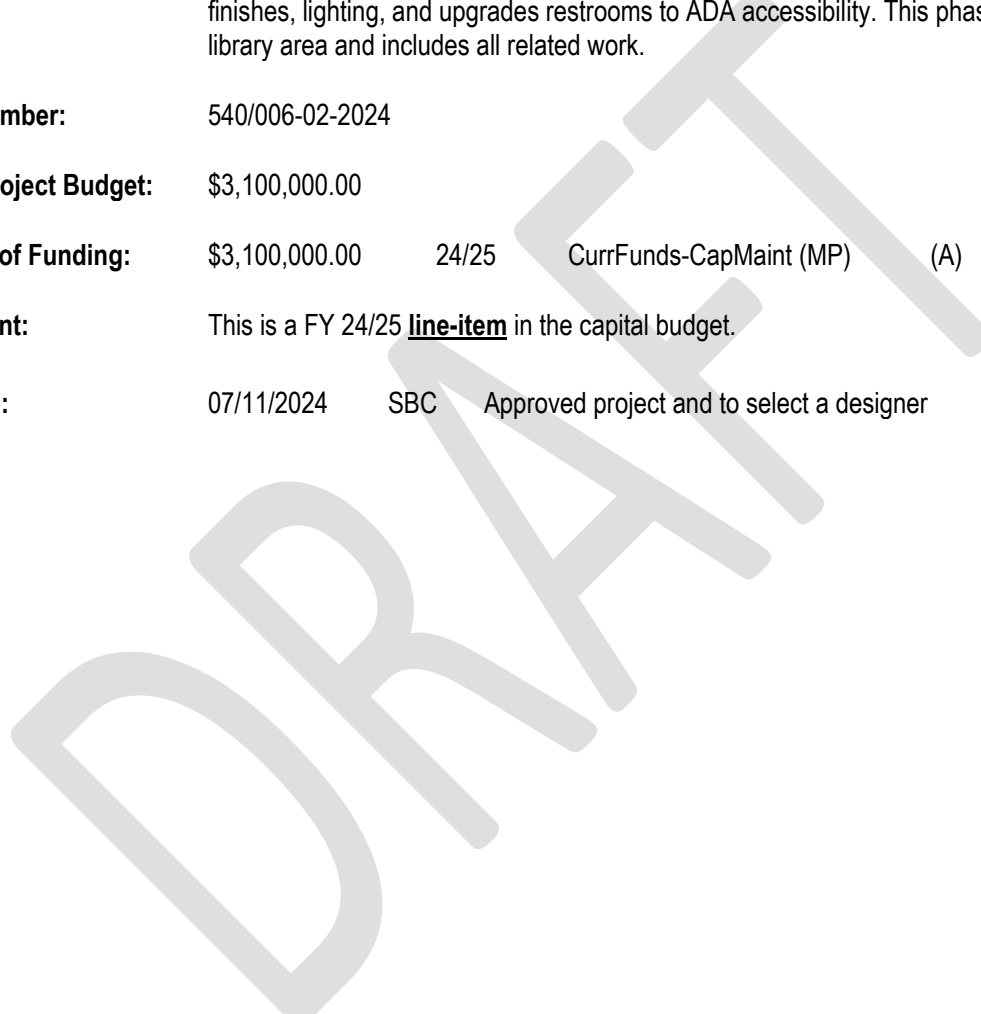 finishes, lighting, and upgrades restrooms to ADA accessibility. This phas
library area and includes all related work.
mber: 540/006-02-2024
oject Budget: $3,100,000.00
of Funding: $3,100,000.00 24/25 CurrFunds-CapMaint (MP) (A)
nt: This is a FY 24/25 line-item in the capital budget.
: 07/11/2024 SBC Approved project and to select a designer
DRAFT